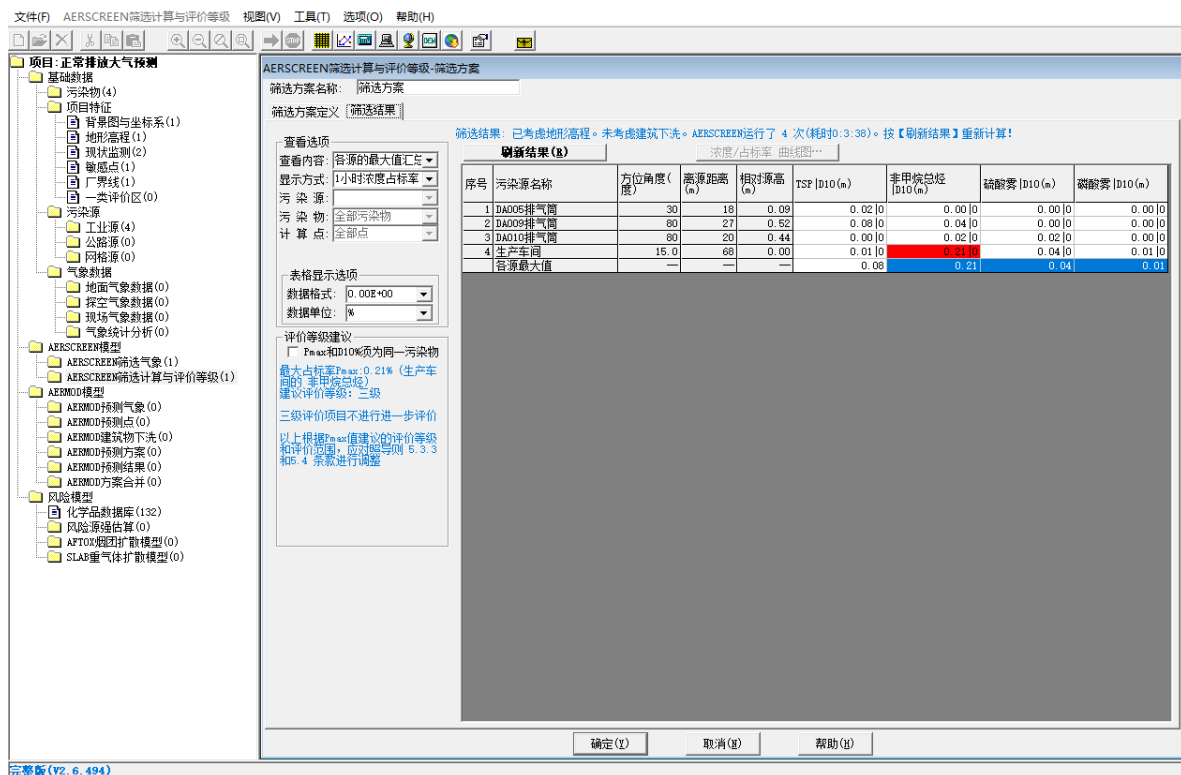 文件(F) AERSCREEN筛选计算与评价等级 视图(V) 工具(T) 选项(O) 帮助(H)
项目:正常排放大气预测
基础数据
污染物(4)
项目特征
背景图与坐标系(1)
地形高程(1)
现状监测(2)
敏感点(1)
厂界线(1)
一类评价区(0)
污染源
工业源(4)
公路源(0)
网格源(0)
气象数据
地面气象数据(0)
探空气象数据(0)
现场气象数据(0)
气象统计分析(0)
AERSCREEN模型
AERSCREEN筛选气象(1)
AERSCREEN筛选计算与评价等级(1)
AERMOD模型
AERMOD预测气象(0)
AERMOD预测点(0)
AERMOD建筑物下洗(0)
AERMOD预测方案(0)
AERMOD预测结果(0)
AERMOD方案合并(0)
风险模型
化学品数据库(132)
风险源强估算(0)
AFTOX烟团扩散模型(0)
SLAB重气体扩散模型(0)
AERSCREEN筛选计算与评价等级-筛选方案
筛选方案名称: 筛选方案
筛选方案定义 筛选结果
查看选项
查看内容: 各源的最大值汇总
显示方式: 1小时浓度占标率
污 染 源:
污 染 物: 全部污染物
计 算 点: 全部点
表格显示选项
数据格式: 0.00E+00
数据单位: %
评价等级建议
Pmax和D10%须为同一污染物
最大占标率Pmax:0.21% (生产车
间的 非甲烷总烃)
建议评价等级: 三级
三级评价项目不进行进一步评价
以上根据Pmax值建议的评价等级
和评价范围，应对照导则 5.3.3
和5.4 条款进行调整
筛选结果: 已考虑地形高程。未考虑建筑下洗。AERSCREEN运行了 4 次(耗时0:3:38)。按【刷新结果】重新计算!
刷新结果(R) 浓度/占标率 曲线图…
序号 污染源名称 方位角度(度) 离源距离(m) 相对源高(m) TSP|D10(m) 非甲烷总烃|D10(m) 硫酸雾|D10(m) 磷酸雾|D10(m)
1 DA005排气筒 30 18 0.09 0.02|0 0.00|0 0.00|0 0.00|0
2 DA009排气筒 80 27 0.52 0.08|0 0.04|0 0.00|0 0.00|0
3 DA010排气筒 80 20 0.44 0.00|0 0.02|0 0.02|0 0.00|0
4 生产车间 15.0 68 0.00 0.01|0 0.21|0 0.04|0 0.01|0
各源最大值 — — — 0.08 0.21 0.04 0.01
确定(Y) 取消(N) 帮助(H)
完整版(V2.6.494)